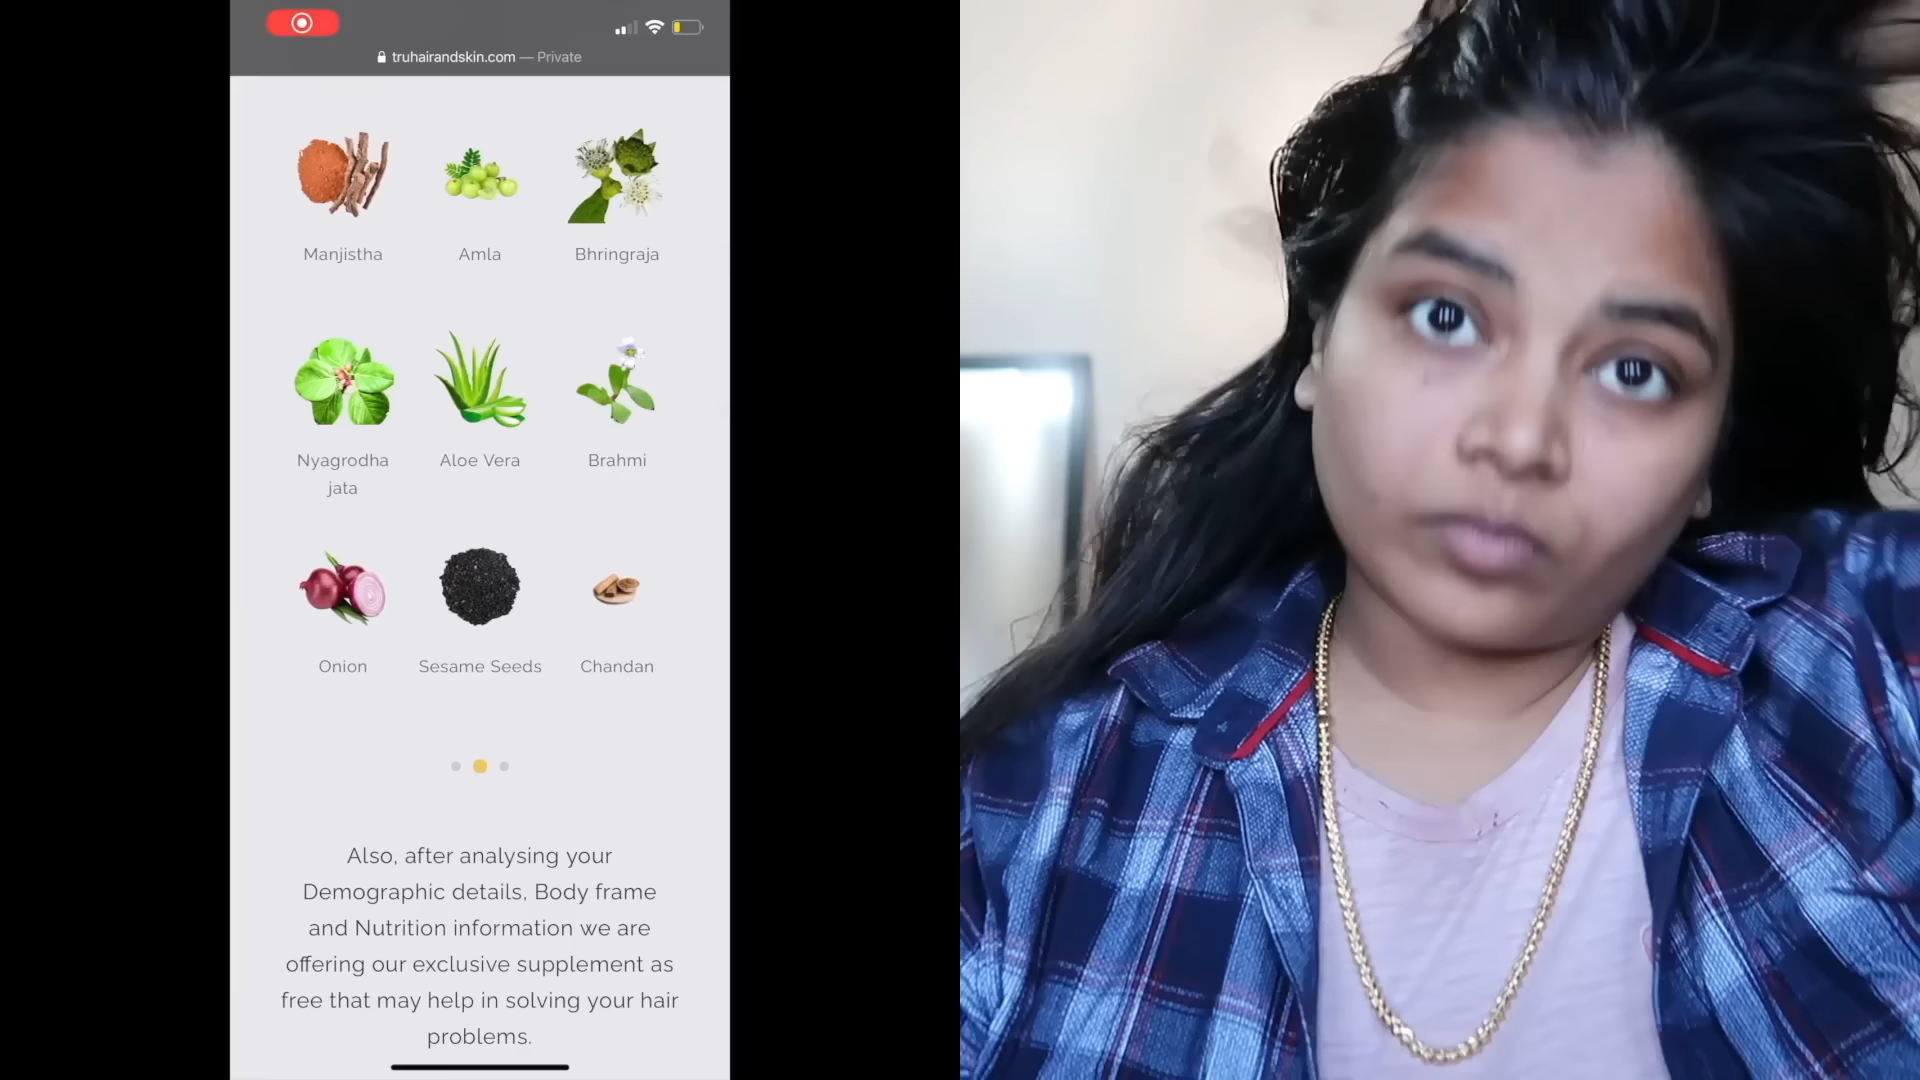 truhairandskin.com — Private
Manjistha
Amla
Bhringraja
Nyagrodha
jata
Aloe Vera
Brahmi
Onion
Sesame Seeds
Chandan
Also, after analysing your
Demographic details, Body frame
and Nutrition information we are
offering our exclusive supplement as
free that may help in solving your hair
problems.